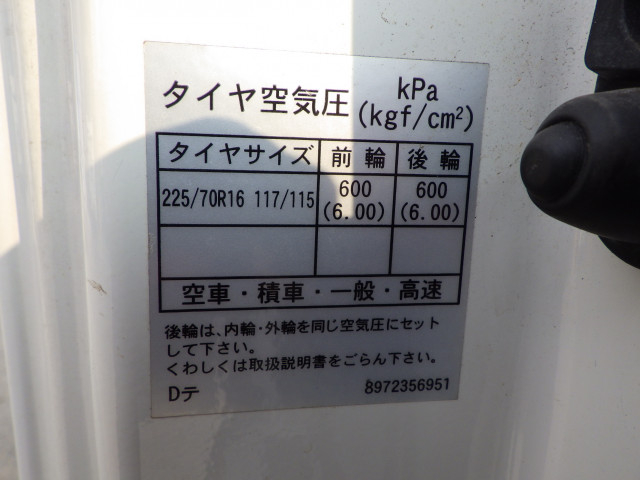 タイヤ空気圧 kPa
(kgf/cm²)
タイヤサイズ 前輪 後輪
225/70R16 117/115 600 600
(6.00) (6.00)
空車・積車・一般・高速
後輪は、内輪・外輪を同じ空気圧にセット
して下さい。
くわしくは取扱説明書をごらん下さい。
Dテ 8972356951